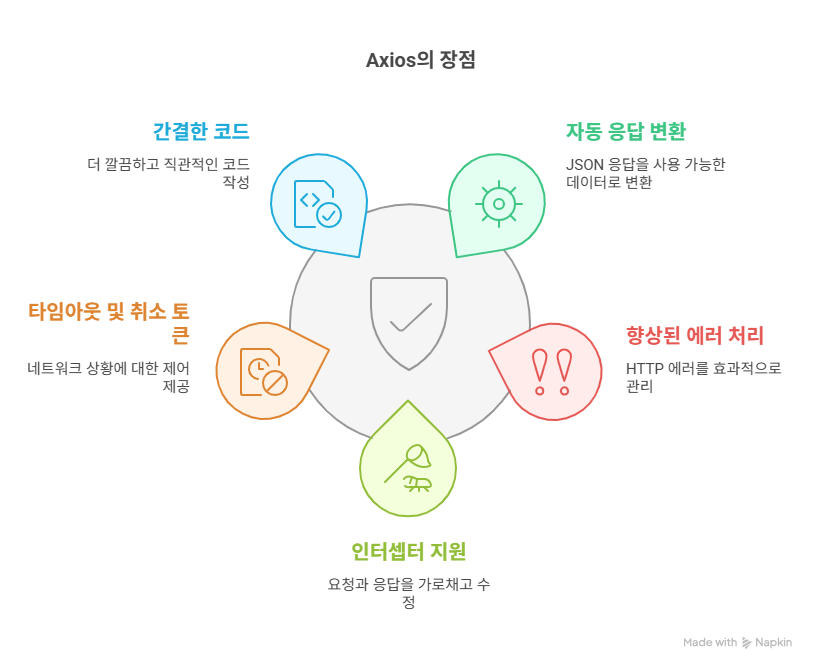 Axios의 장점
간결한 코드
더 깔끔하고 직관적인 코드
작성
자동 응답 변환
JSON 응답을 사용 가능한
데이터로 변환
타임아웃 및 취소 토
큰
네트워크 상황에 대한 제어
제공
향상된 에러 처리
HTTP 에러를 효과적으로
관리
인터셉터 지원
요청과 응답을 가로채고 수
정
Made with Napkin